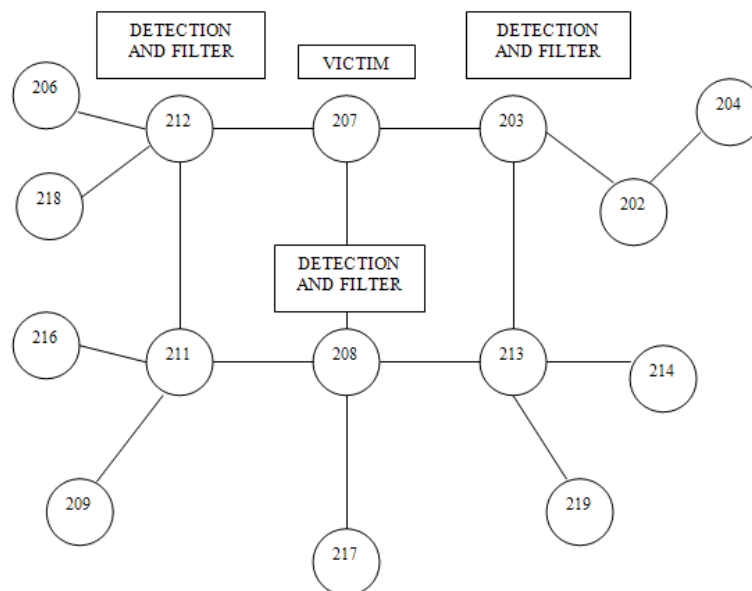 DETECTION
AND FILTER
VICTIM
DETECTION
AND FILTER
206
212
207
203
204
218
202
DETECTION
AND FILTER
216
211
208
213
214
209
219
217